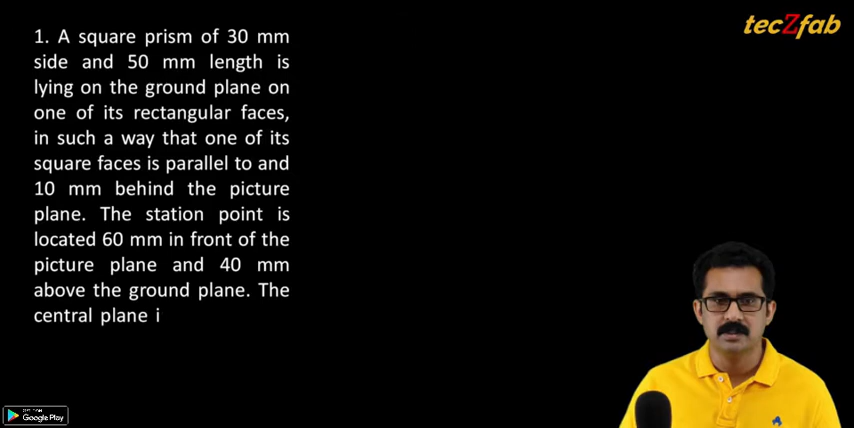 tecZfab
1. A square prism of 30 mm
side and 50 mm length is
lying on the ground plane on
one of its rectangular faces,
in such a way that one of its
square faces is parallel to and
10 mm behind the picture
plane. The station point is
located 60 mm in front of the
picture plane and 40 mm
above the ground plane. The
central plane i
Google Play